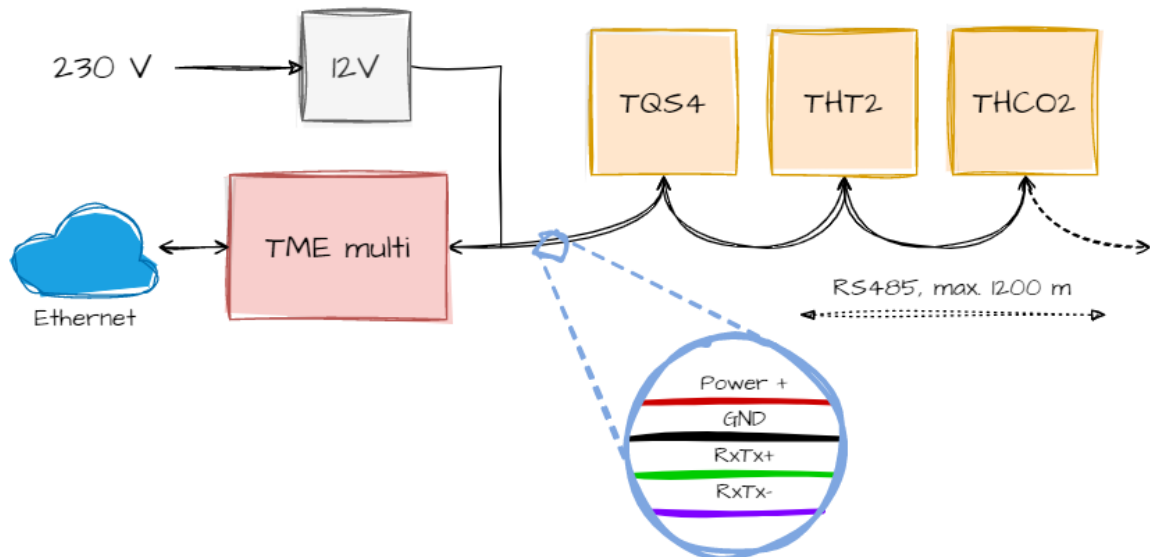 230 V
12V
TQS4
THT2
THCO2
TME multi
Ethernet
RS485, max. 1200 m
Power +
GND
RxTx+
RxTx-